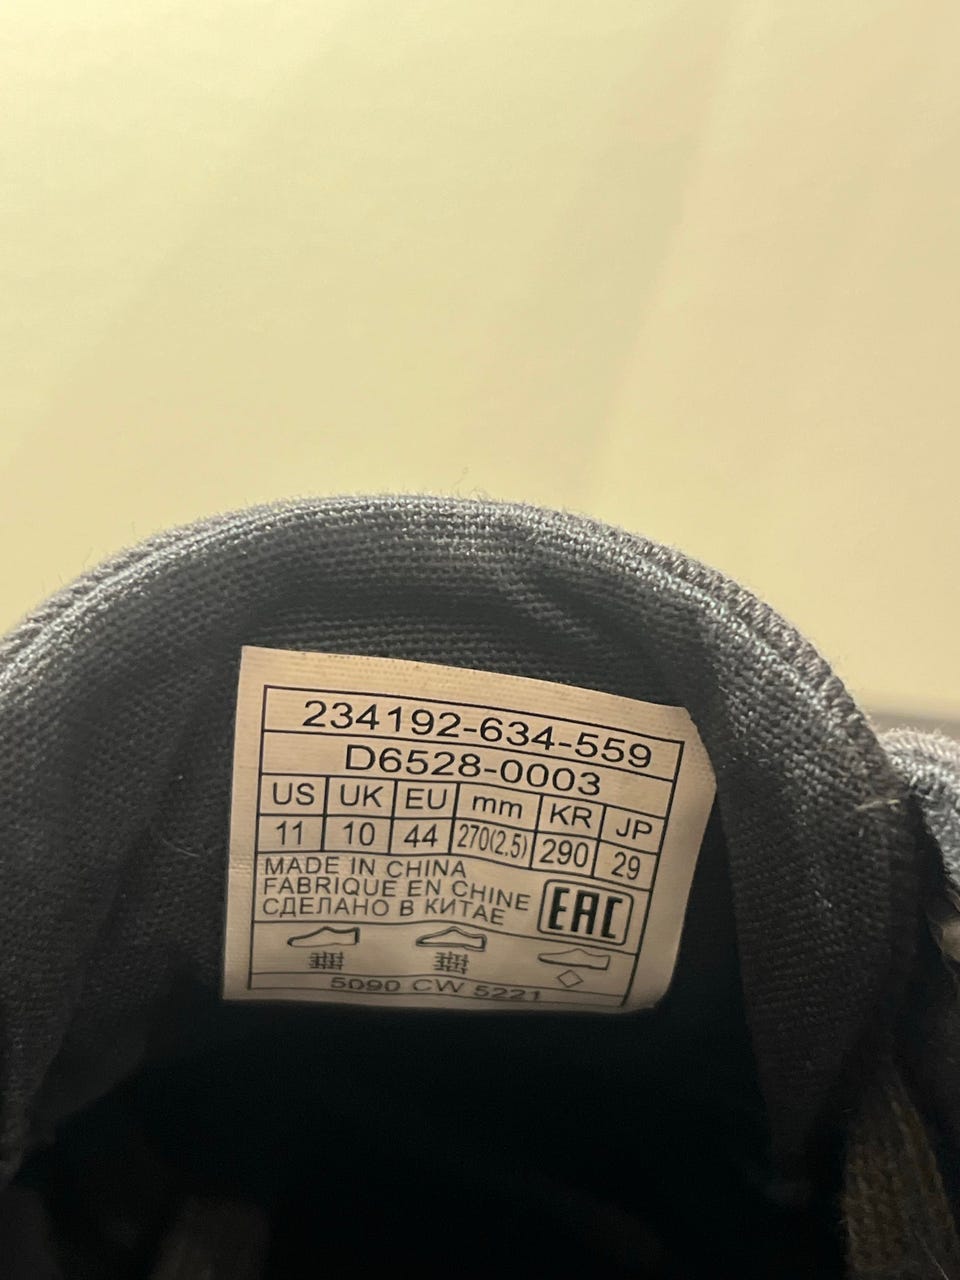 234192-634-559
D6528-0003
US UK EU mm KR JP
11 10 44 270(2.5) 290 29
MADE IN CHINA
FABRIQUE EN CHINE
СДЕЛАНО В КИТАЕ
EAC
5090 CW 5221